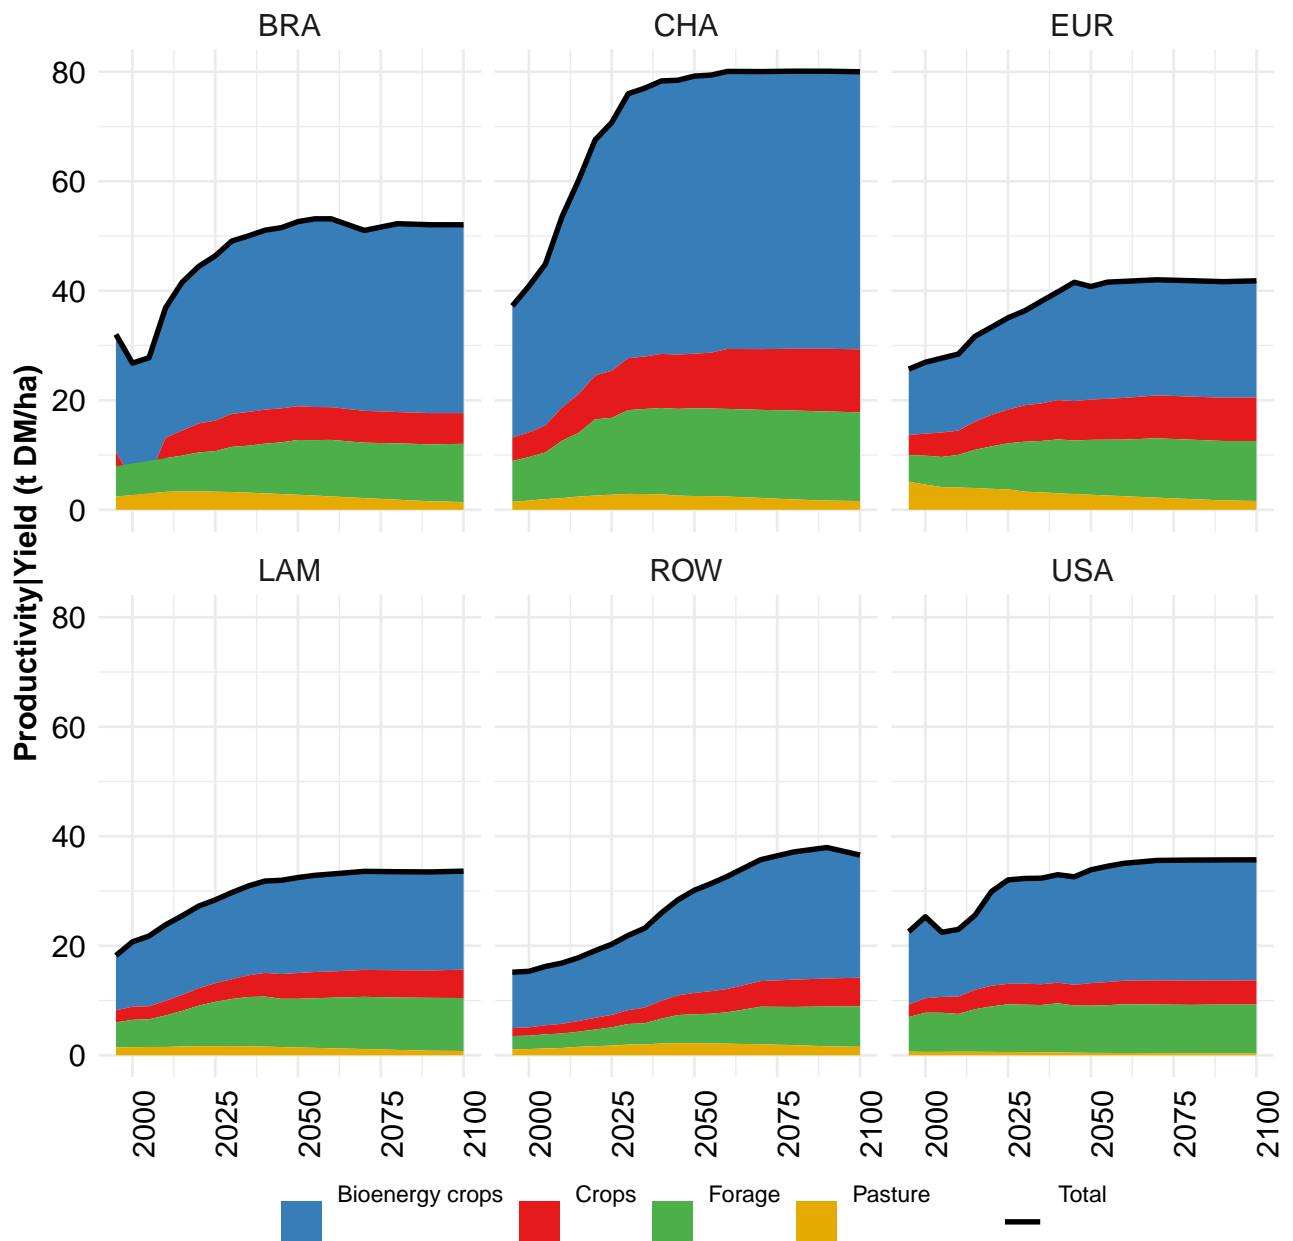 BRA CHA EUR
80
60
40
20
0
Productivity|Yield (t DM/ha)
LAM ROW USA
80
60
40
20
0
2000 2025 2050 2075 2100 2000 2025 2050 2075 2100 2000 2025 2050 2075 2100
Bioenergy crops Crops Forage Pasture Total